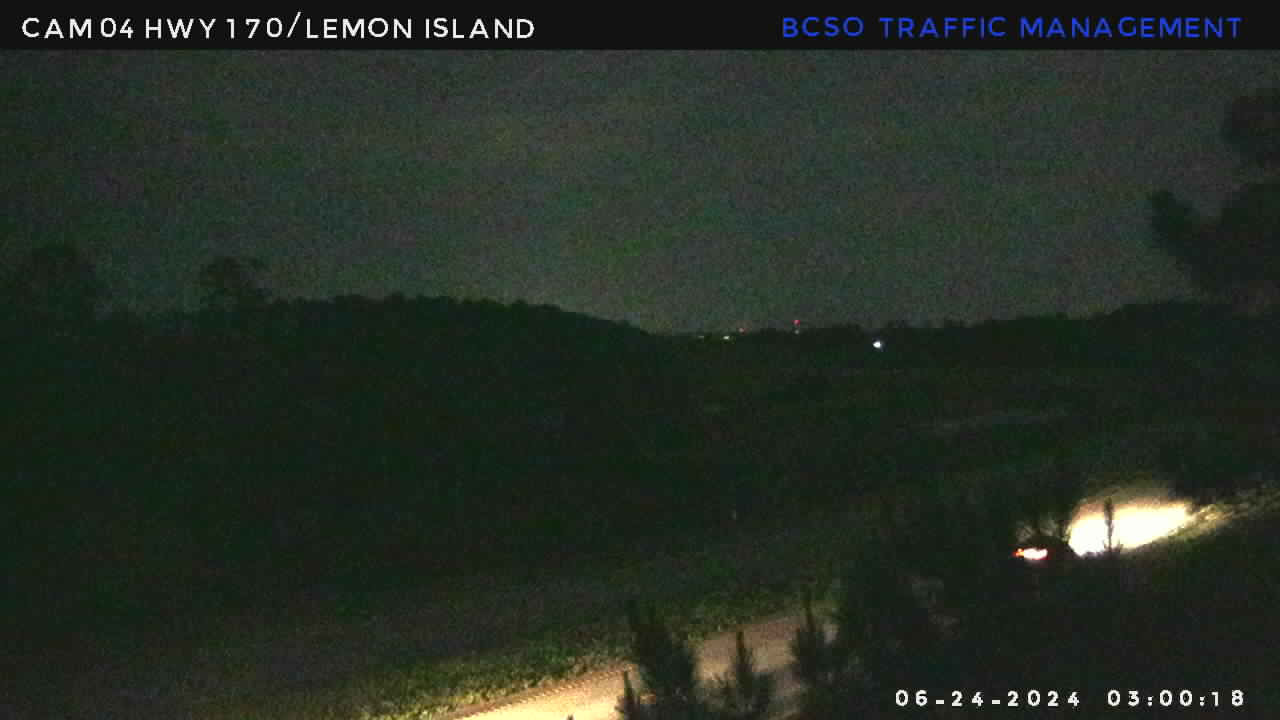 CAM04 HWY 170/LEMON ISLAND
BCSO TRAFFIC MANAGEMENT
06-24-2024 03:00:18